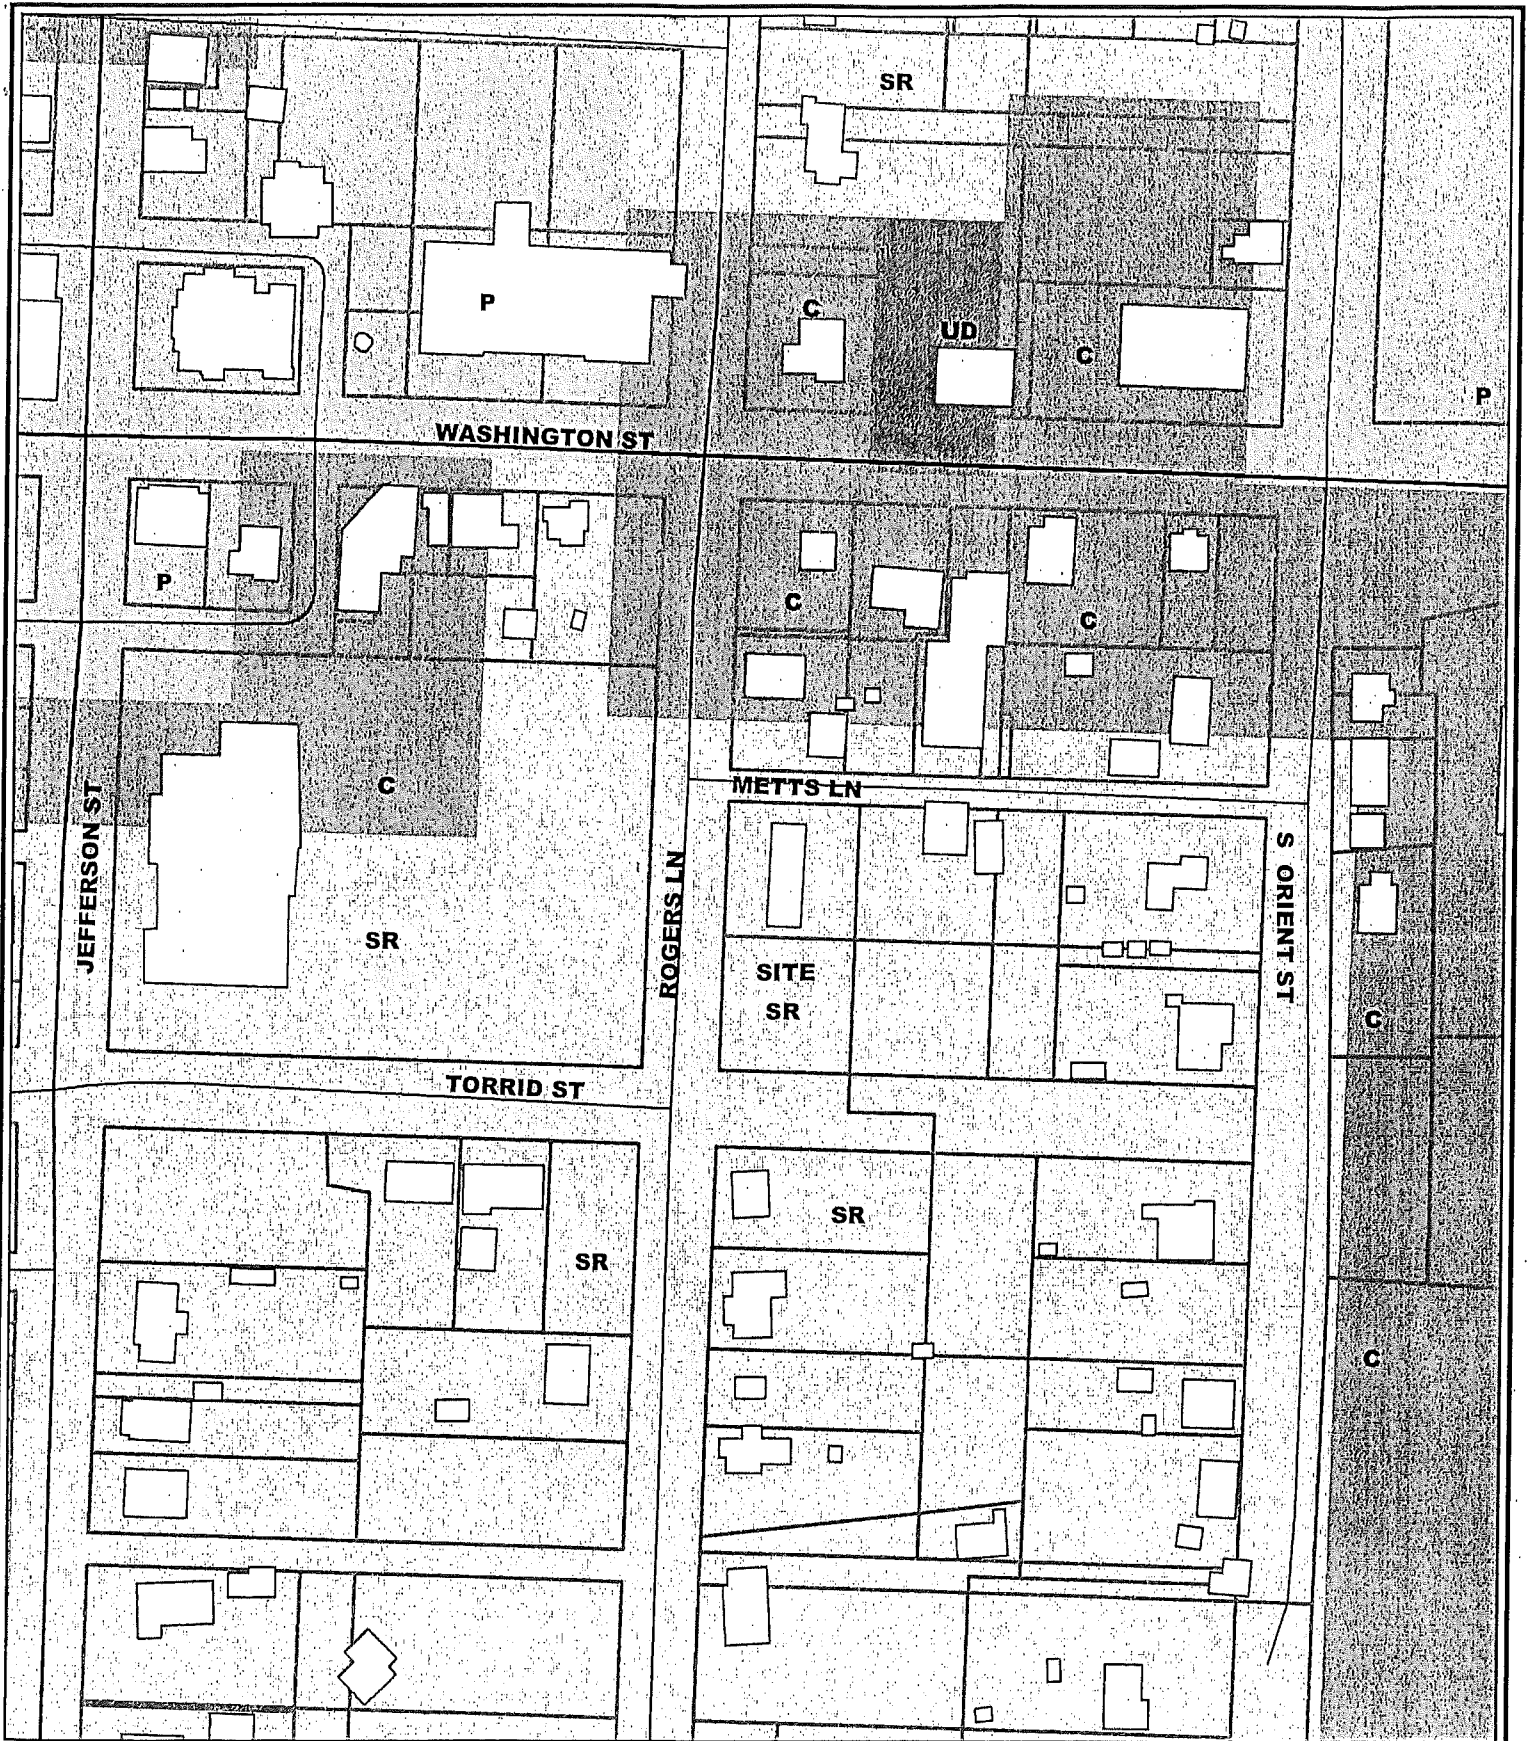 SR
P
C
UD
C
P
WASHINGTON ST
P
C
C
C
METTS LN
JEFFERSON ST
ROGERS LN
S ORIENT ST
SR
SITE
SR
C
TORRID ST
SR
SR
C